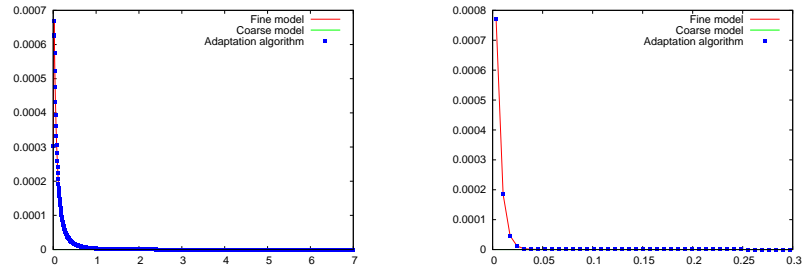 0.0007
0.0006
0.0005
0.0004
0.0003
0.0002
0.0001
0
0 1 2 3 4 5 6 7
Fine model
Coarse model
Adaptation algorithm
0.0008
0.0007
0.0006
0.0005
0.0004
0.0003
0.0002
0.0001
0
0 0.05 0.1 0.15 0.2 0.25 0.3
Fine model
Coarse model
Adaptation algorithm